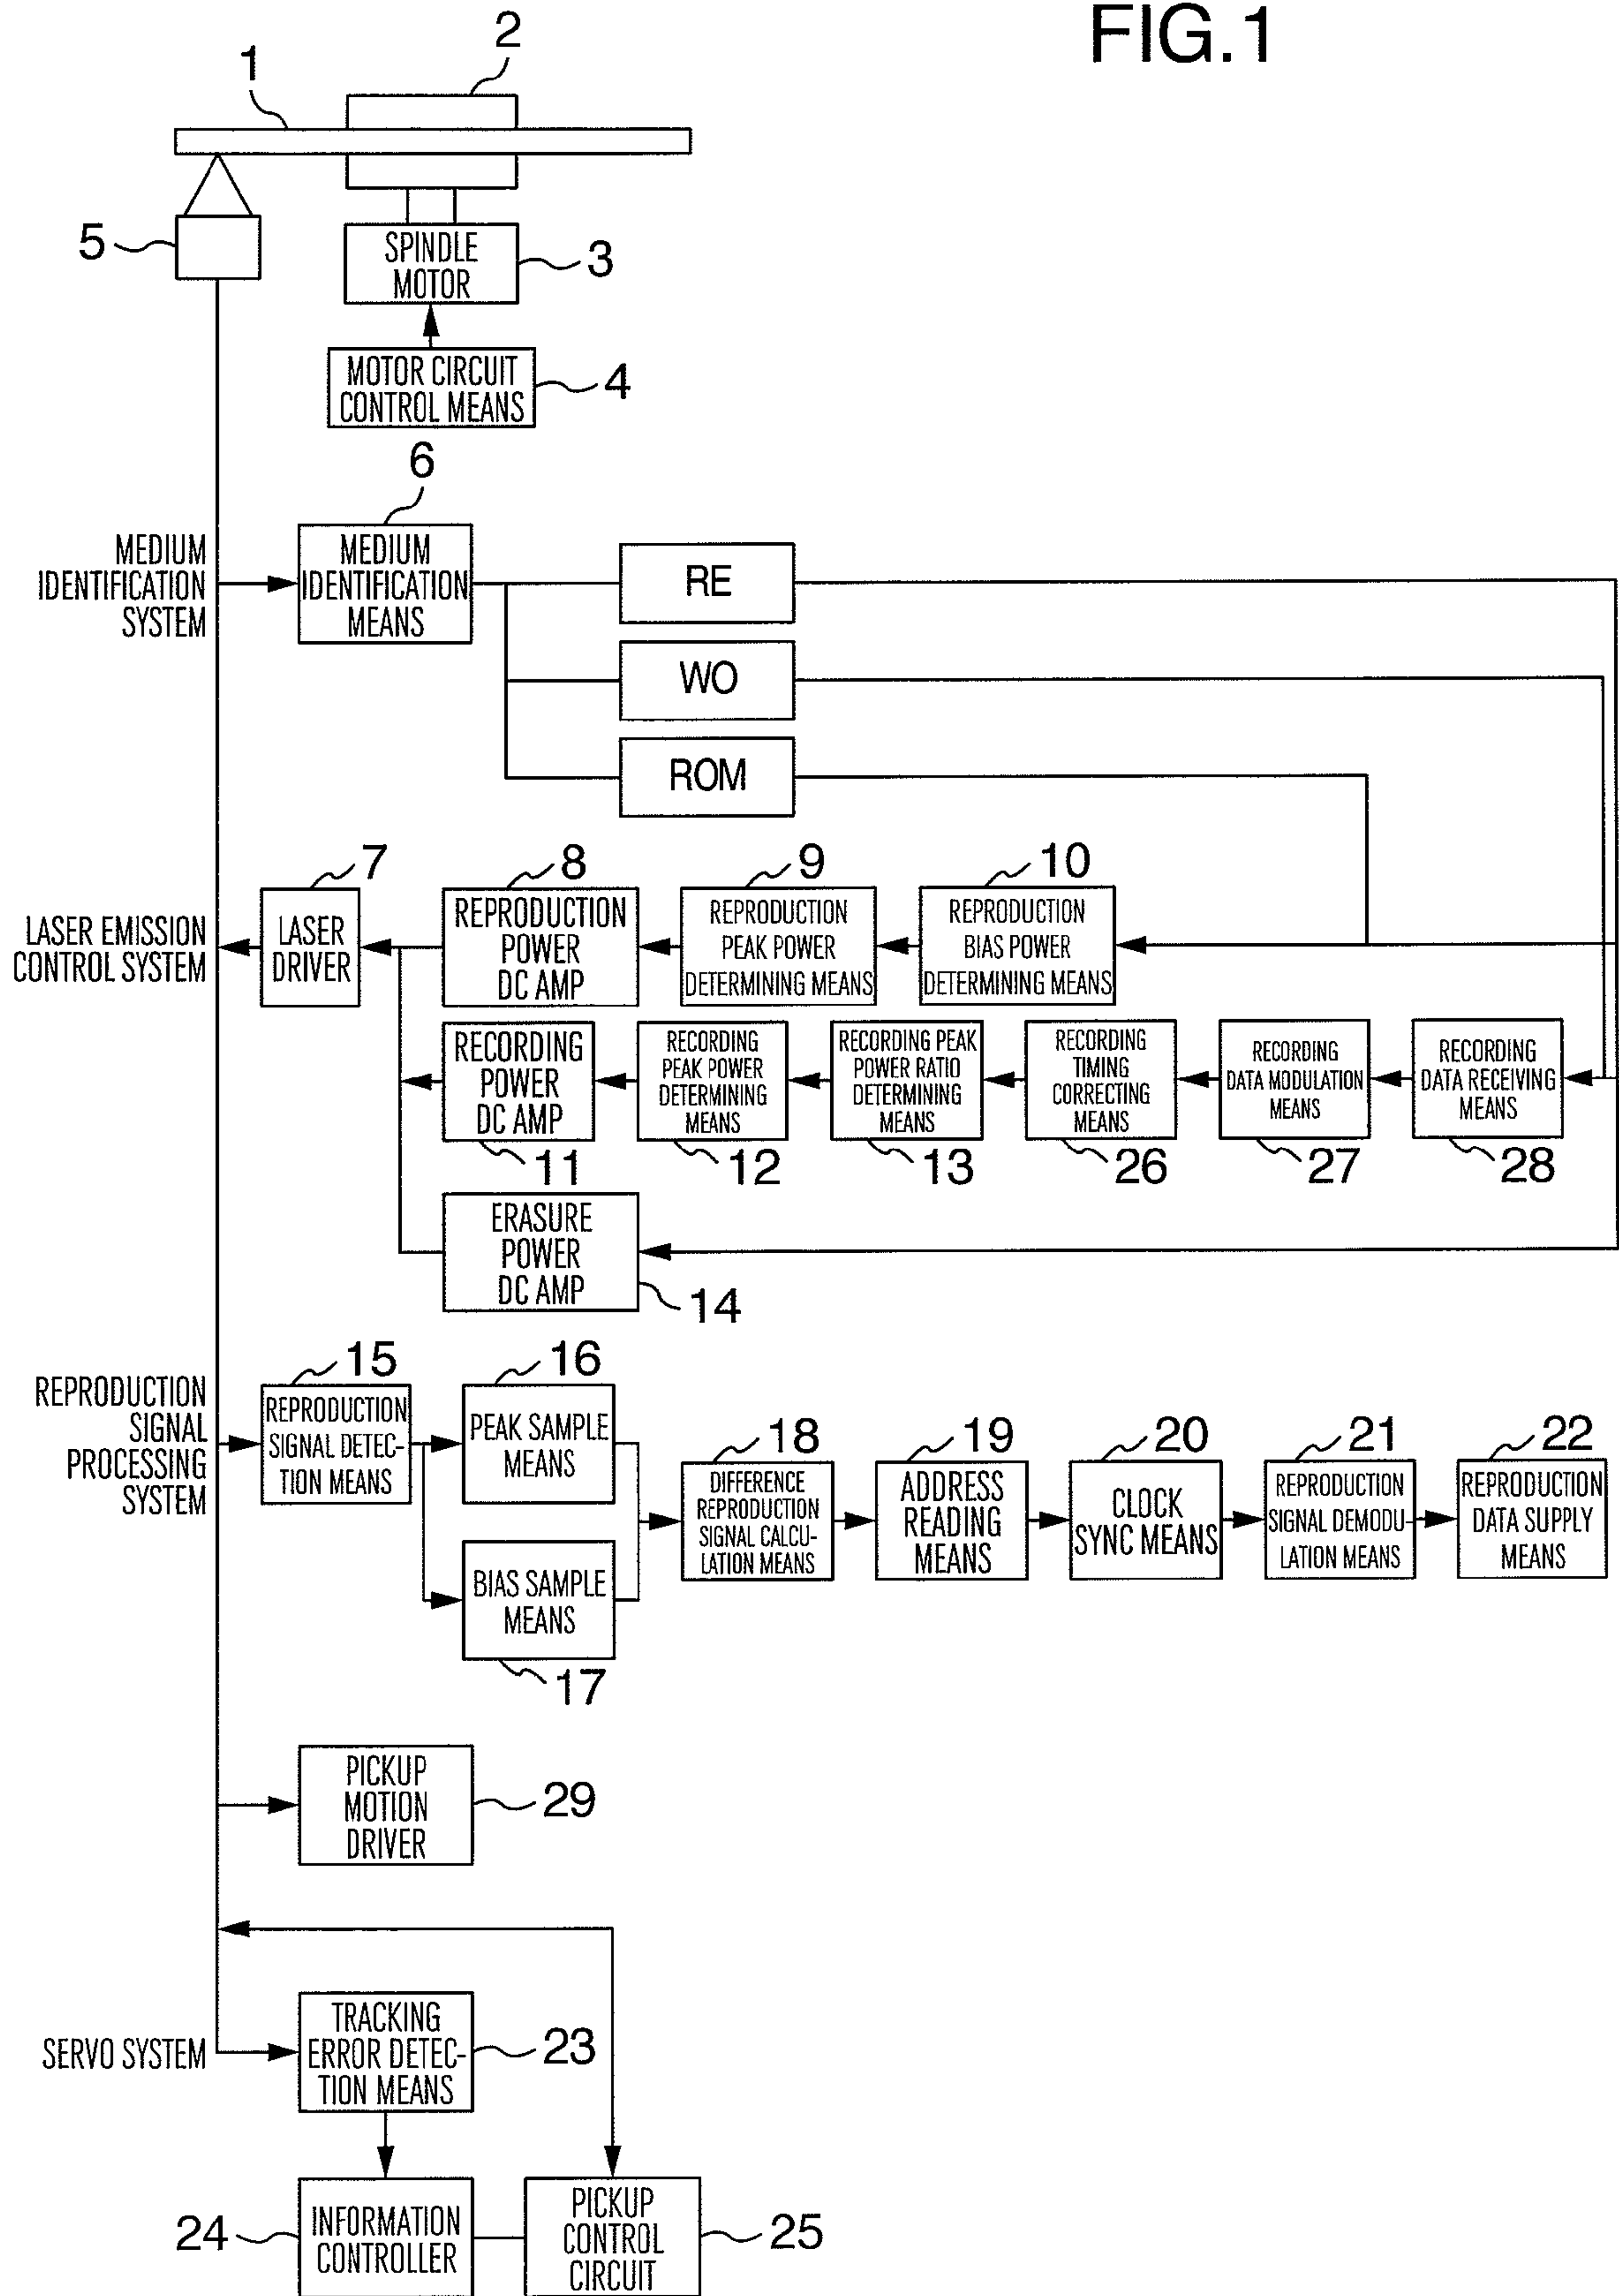 FIG.1
1
2
5
SPINDLE
MOTOR
3
MOTOR CIRCUIT
CONTROL MEANS
4
6
MEDIUM
IDENTIFICATION
SYSTEM
MEDIUM
IDENTIFICATION
MEANS
RE
WO
ROM
7
8
9
10
LASER EMISSION
CONTROL SYSTEM
LASER
DRIVER
REPRODUCTION
POWER
DC AMP
REPRODUCTION
PEAK POWER
DETERMINING MEANS
REPRODUCTION
BIAS POWER
DETERMINING MEANS
RECORDING
POWER
DC AMP
RECORDING
PEAK POWER
DETERMINING
MEANS
RECORDING PEAK
POWER RATIO
DETERMINING
MEANS
RECORDING
TIMING
CORRECTING
MEANS
RECORDING
DATA MODULATION
MEANS
RECORDING
DATA RECEIVING
MEANS
11
12
13
26
27
28
ERASURE
POWER
DC AMP
14
REPRODUCTION
SIGNAL
PROCESSING
SYSTEM
15
REPRODUCTION
SIGNAL DETEC-
TION MEANS
16
PEAK SAMPLE
MEANS
BIAS SAMPLE
MEANS
17
18
DIFFERENCE
REPRODUCTION
SIGNAL CALCU-
LATION MEANS
19
ADDRESS
READING
MEANS
20
CLOCK
SYNC MEANS
21
REPRODUCTION
SIGNAL DEMODU-
LATION MEANS
22
REPRODUCTION
DATA SUPPLY
MEANS
PICKUP
MOTION
DRIVER
29
SERVO SYSTEM
TRACKING
ERROR DETEC-
TION MEANS
23
24
INFORMATION
CONTROLLER
PICKUP
CONTROL
CIRCUIT
25